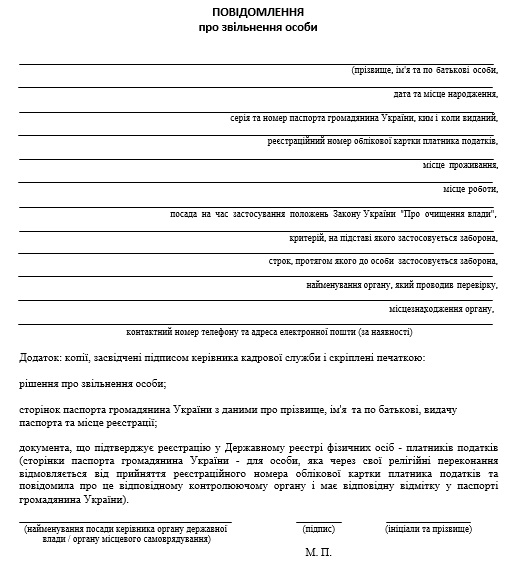 ПОВІДОМЛЕННЯ
про звільнення особи
(прізвище, ім'я та по батькові особи,
дата та місце народження,
серія та номер паспорта громадянина України, ким і коли виданий,
реєстраційний номер облікової картки платника податків,
місце проживання,
місце роботи,
посада на час застосування положень Закону України "Про очищення влади",
критерій, на підставі якого застосовується заборона,
строк, протягом якого до особи застосовується заборона,
найменування органу, який проводив перевірку,
місцезнаходження органу,
контактний номер телефону та адреса електронної пошти (за наявності)
Додаток: копії, засвідчені підписом керівника кадрової служби і скріплені печаткою:
рішення про звільнення особи;
сторінок паспорта громадянина України з даними про прізвище, ім'я та по батькові, видачу
паспорта та місце реєстрації;
документа, що підтверджує реєстрацію у Державному реєстрі фізичних осіб - платників податків
(сторінки паспорта громадянина України - для особи, яка через свої релігійні переконання
відмовляється від прийняття реєстраційного номера облікової картки платника податків та
повідомила про це відповідному контролюючому органу і має відповідну відмітку у паспорті
громадянина України).
(найменування посади керівника органу державної
влади / органу місцевого самоврядування)
(підпис)
(ініціали та прізвище)
М. П.